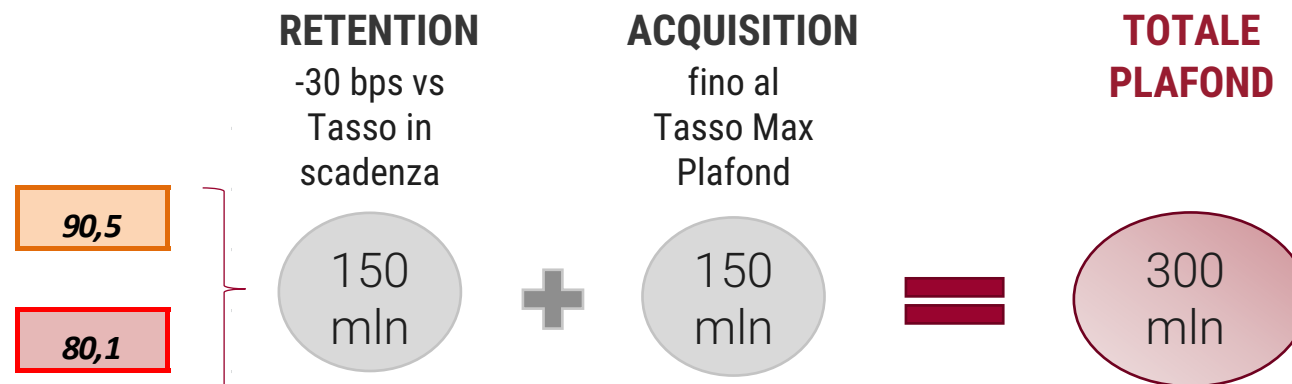 RETENTION
-30 bps vs
Tasso in
scadenza
ACQUISITION
fino al
Tasso Max
Plafond
TOTALE
PLAFOND
90,5
80,1
150
mln
150
mln
300
mln